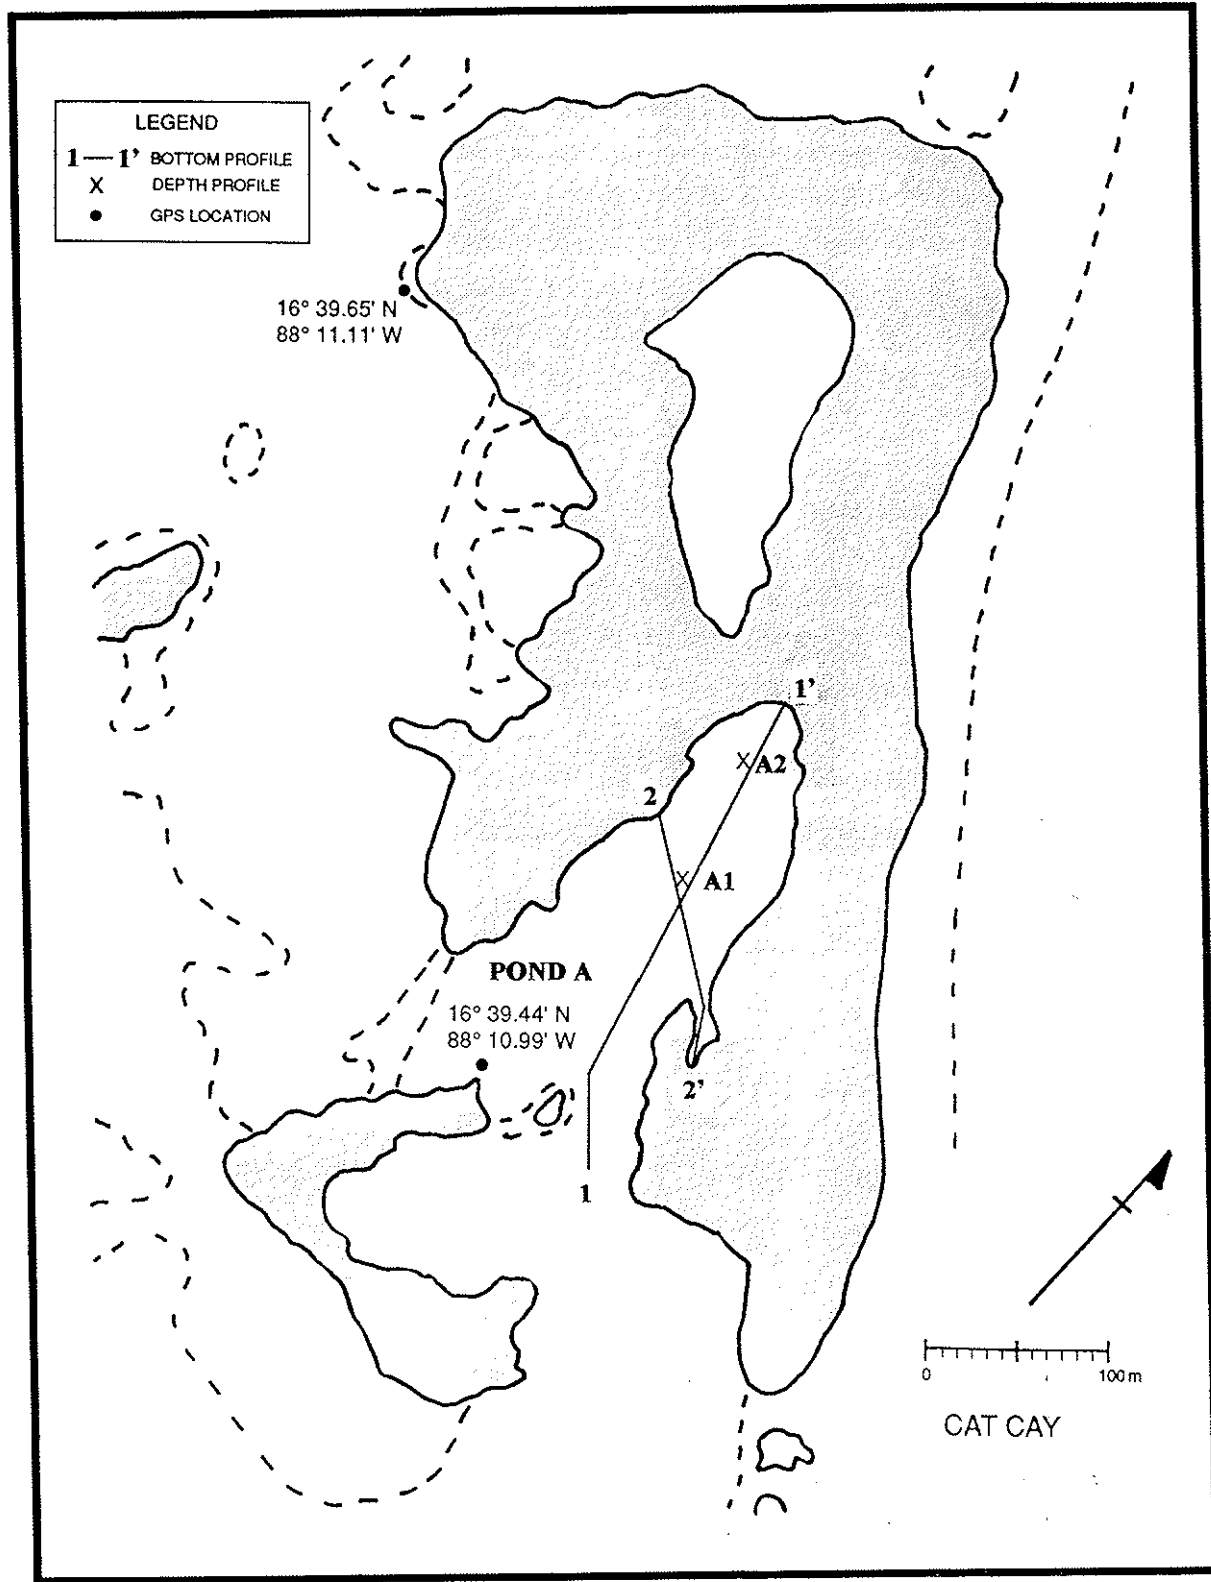 LEGEND
1—1' BOTTOM PROFILE
X DEPTH PROFILE
● GPS LOCATION
16° 39.65' N
88° 11.11' W
1'
A2
2
A1
POND A
16° 39.44' N
88° 10.99' W
2'
1
0 100 m
CAT CAY